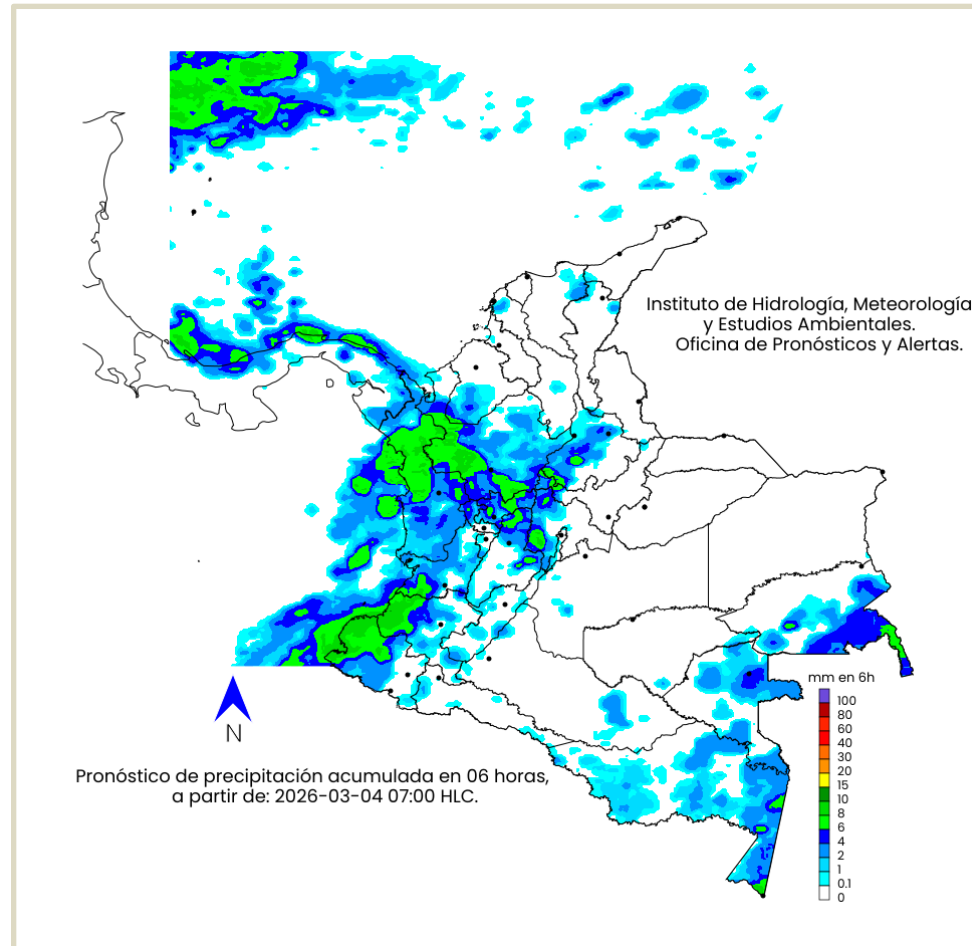 Instituto de Hidrología, Meteorología
y Estudios Ambientales.
Oficina de Pronósticos y Alertas.
mm en 6h
100
80
60
40
30
20
15
10
8
6
4
2
1
0.1
0
N
Pronóstico de precipitación acumulada en 06 horas,
a partir de: 2026-03-04 07:00 HLC.